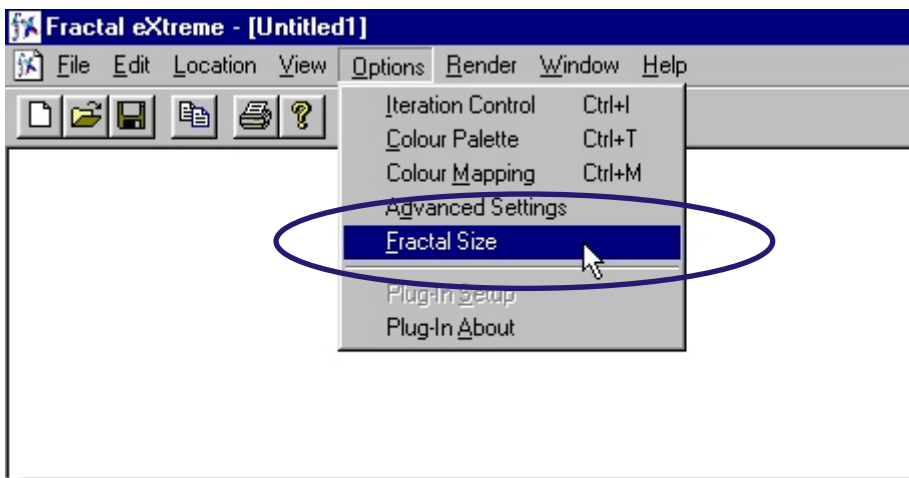 Fractal eXtreme - [Untitled1]
File Edit Location View Options Render Window Help
Iteration Control Ctrl+I
Colour Palette Ctrl+T
Colour Mapping Ctrl+M
Advanced Settings
Fractal Size
Plug-In Setup
Plug-In About